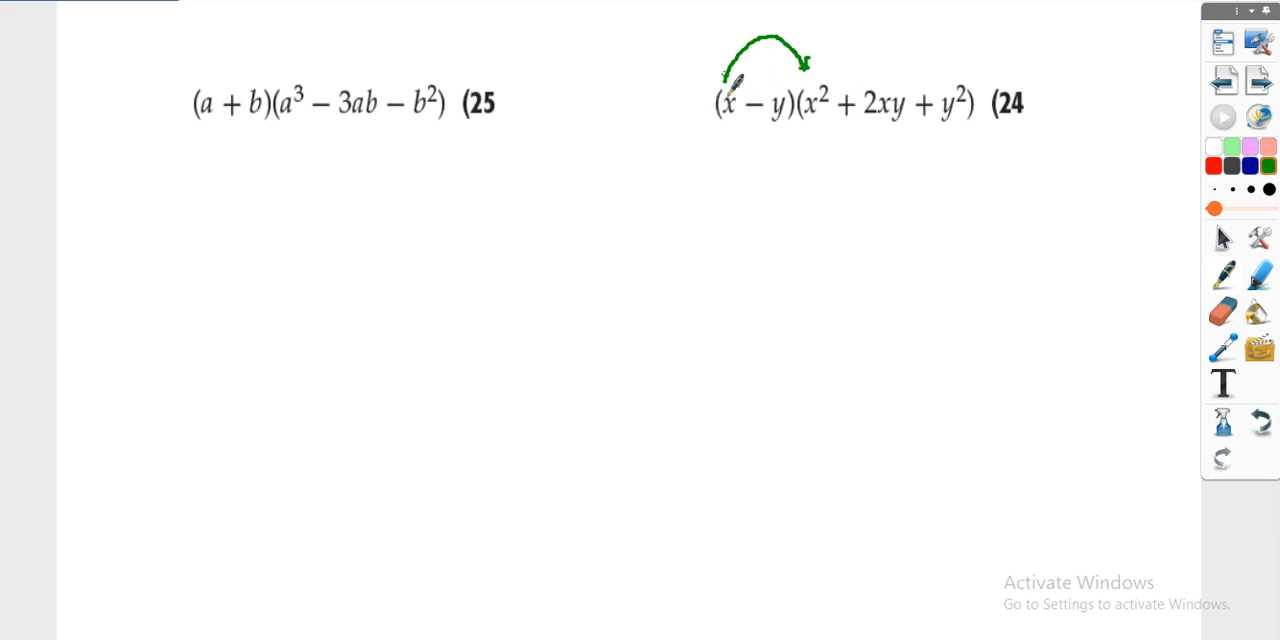 (x − y)(x² + 2xy + y²) (24
(a + b)(a³ − 3ab − b²) (25
T
Activate Windows
Go to Settings to activate Windows.